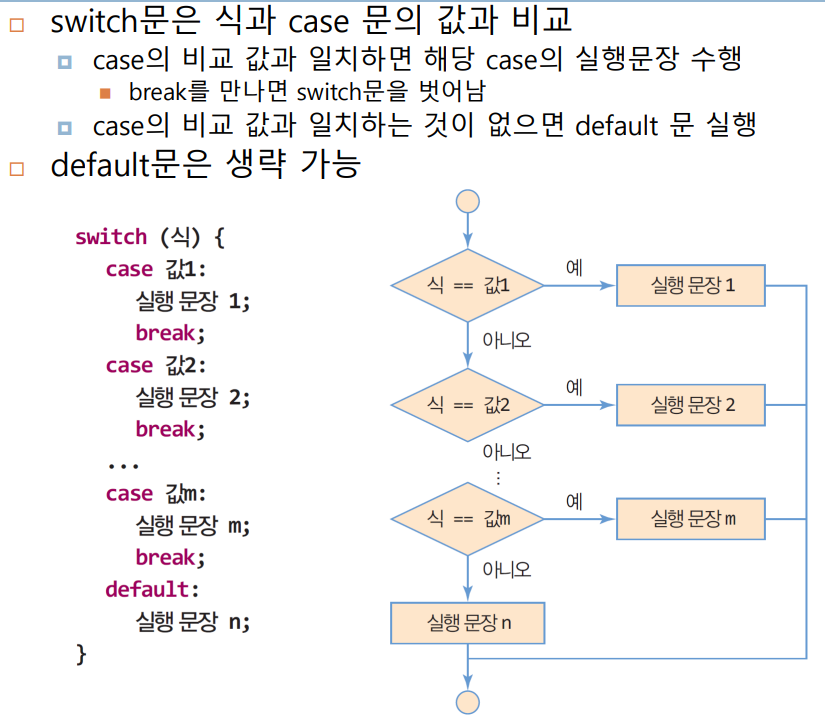 switch문은 식과 case 문의 값과 비교
case의 비교 값과 일치하면 해당 case의 실행문장 수행
break를 만나면 switch문을 벗어남
case의 비교 값과 일치하는 것이 없으면 default 문 실행
default문은 생략 가능
switch (식) {
case 값1:
실행 문장 1;
break;
case 값2:
실행 문장 2;
break;
...
case 값m:
실행 문장 m;
break;
default:
실행 문장 n;
}
식 == 값1
예
실행 문장 1
아니오
식 == 값2
예
실행 문장 2
아니오
⋮
식 == 값m
예
실행 문장 m
아니오
실행 문장 n